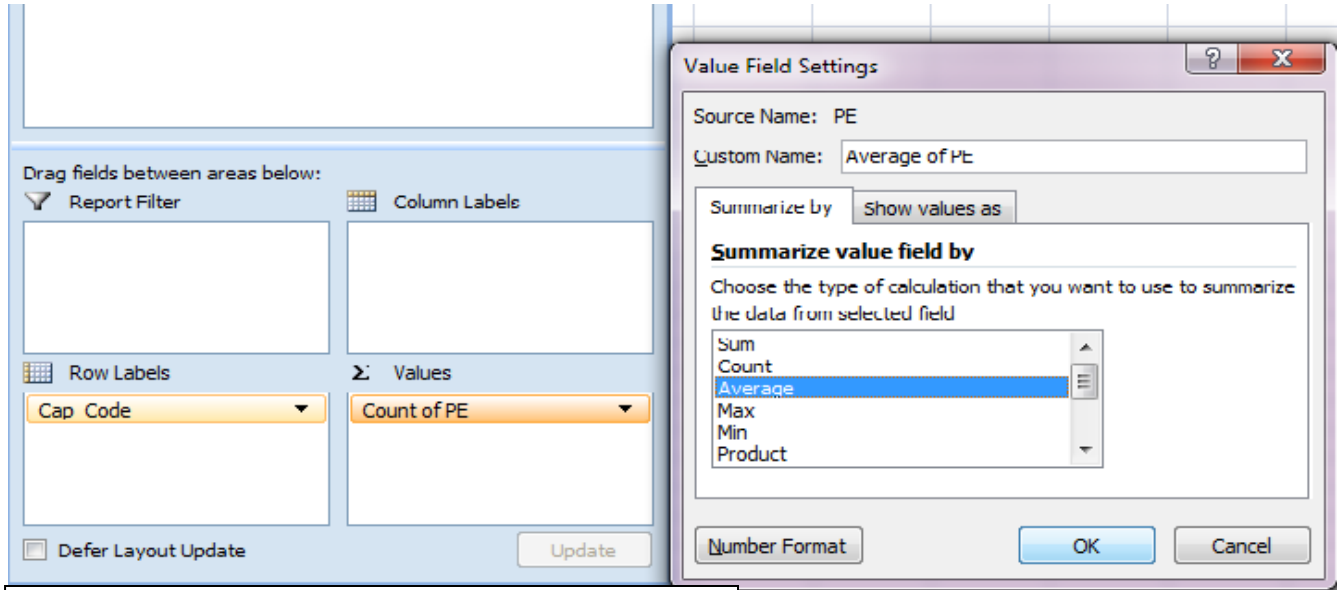 Drag fields between areas below:
Report Filter
Column Labels
Row Labels
Σ Values
Cap_Code
Count of PE
Defer Layout Update
Update
Value Field Settings
?
X
Source Name: PE
Custom Name: Average of PE
Summarize by
Show values as
Summarize value field by
Choose the type of calculation that you want to use to summarize
the data from selected field
Sum
Count
Average
Max
Min
Product
Number Format
OK
Cancel